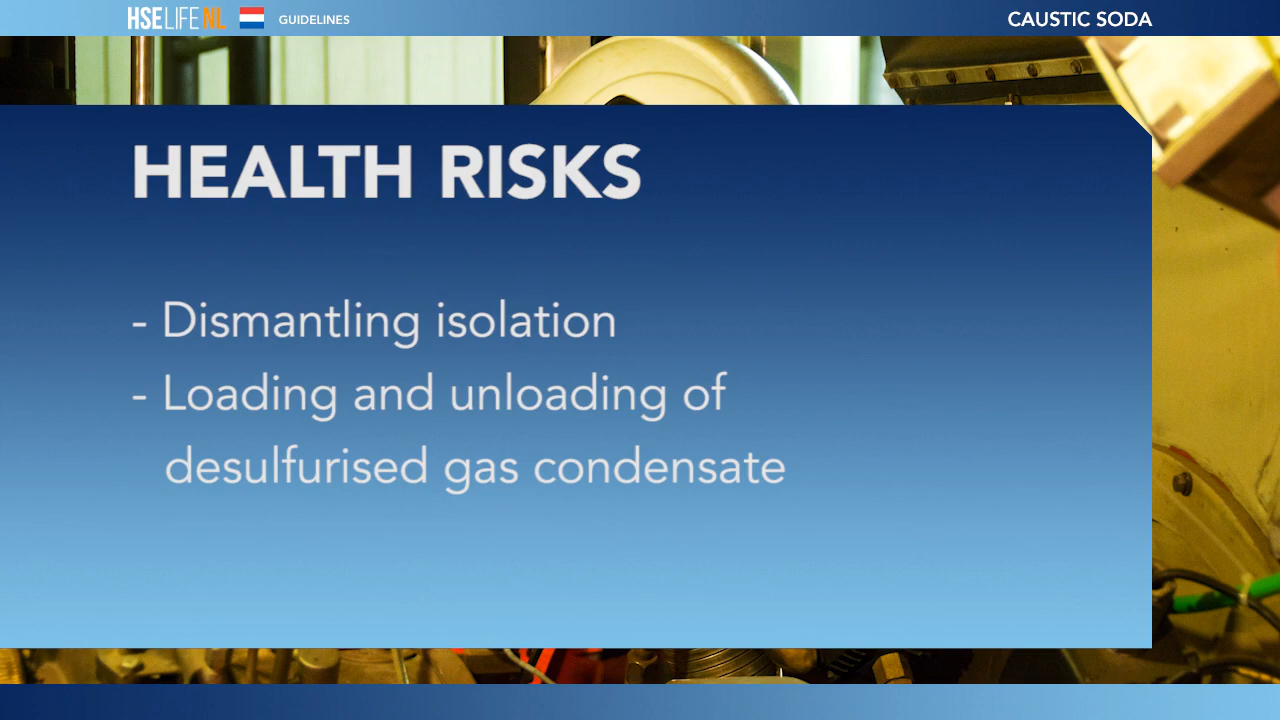 HSELIFE NL GUIDELINES CAUSTIC SODA
HEALTH RISKS
- Dismantling isolation
- Loading and unloading of
desulfurised gas condensate